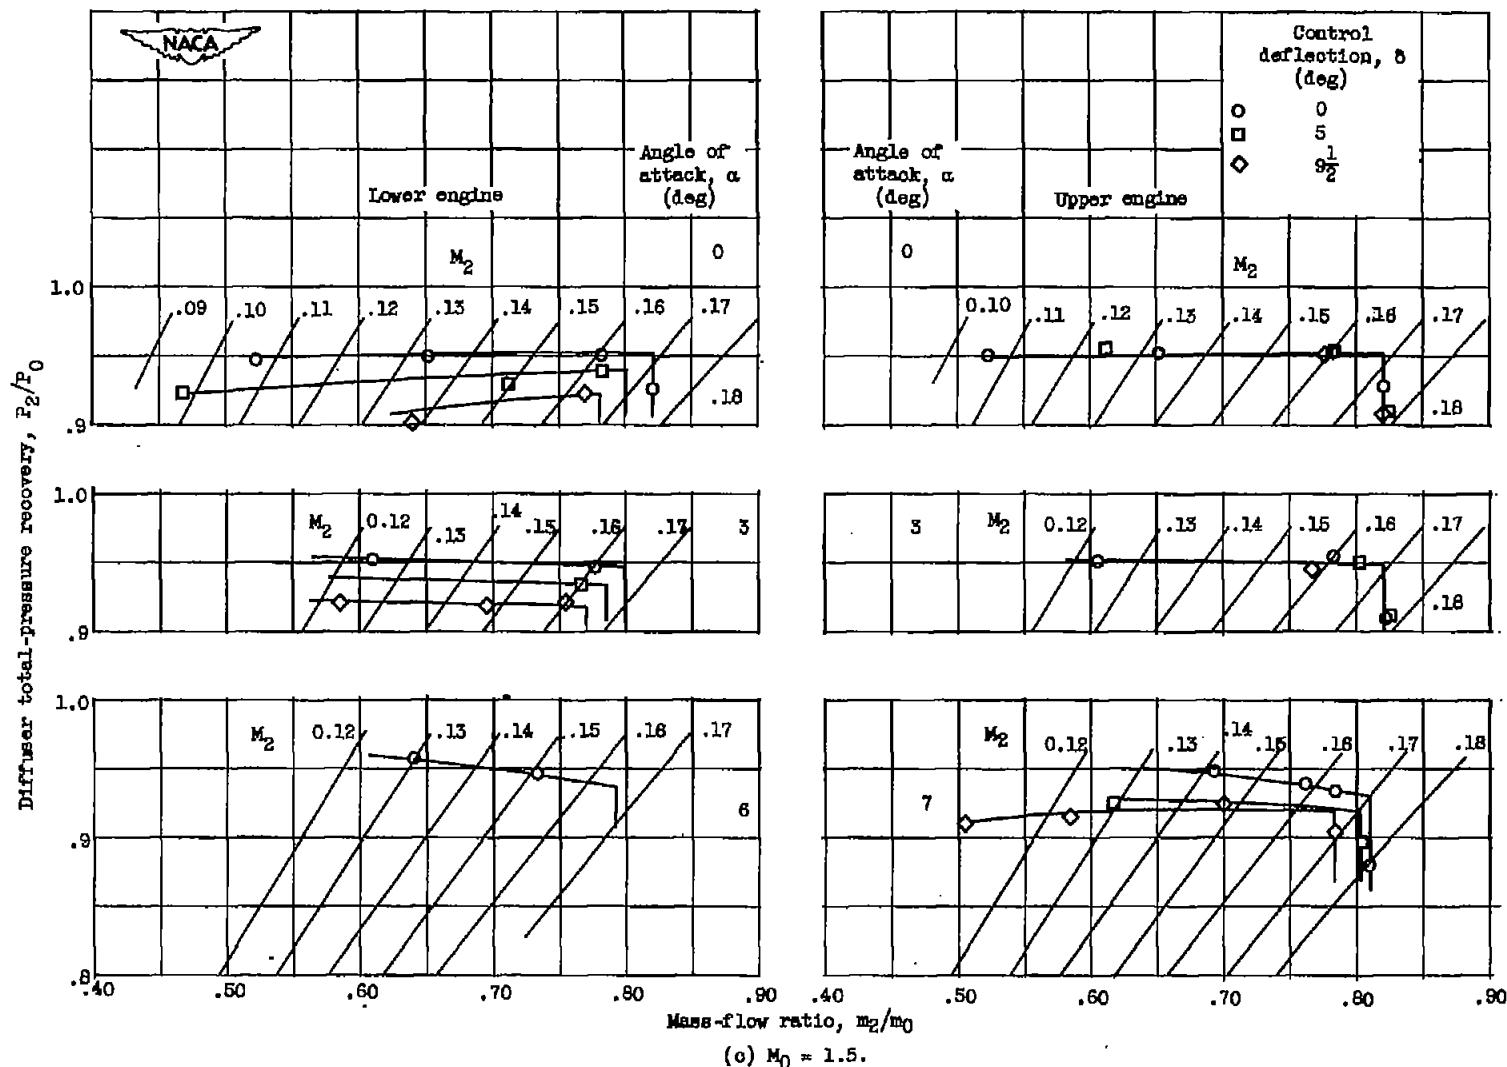 NACA
Control
deflection, δ
(deg)
0
5
9 1/2
Angle of
attack, α
(deg)
Lower engine
Angle of
attack, α
(deg)
Upper engine
M2
0
0
M2
1.0
.09 .10 .11 .12 .13 .14 .15 .16 .17
.18
.9
0.10 .11 .12 .13 .14 .15 .16 .17
.18
1.0
M2 0.12 .13 .14 .15 .16 .17 3
.9
3 M2 0.12 .13 .14 .15 .16 .17
.18
1.0
M2 0.12 .13 .14 .15 .16 .17
6
.9
.8
M2 0.12 .13 .14 .15 .16 .17 .18
7
.40 .50 .60 .70 .80 .90
.40 .50 .60 .70 .80 .90
Diffuser total-pressure recovery, P2/P0
Mass-flow ratio, m2/m0
(c) M0 = 1.5.